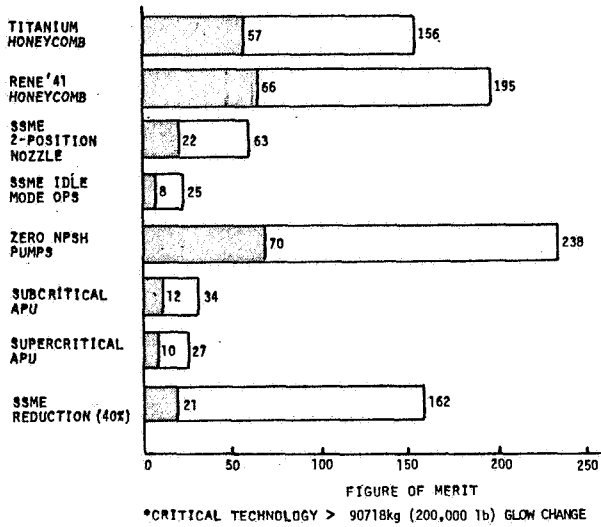 TITANIUM
HONEYCOMB
57
156
RENE'41
HONEYCOMB
66
195
SSME
2-POSITION
NOZZLE
22
63
SSME IDLE
MODE OPS
8
25
ZERO NPSH
PUMPS
70
238
SUBCRITICAL
APU
12
34
SUPERCRITICAL
APU
10
27
SSME
REDUCTION (40%)
21
162
0 50 100 150 200 250
FIGURE OF MERIT
*CRITICAL TECHNOLOGY > 90718kg (200,000 lb) GLOW CHANGE